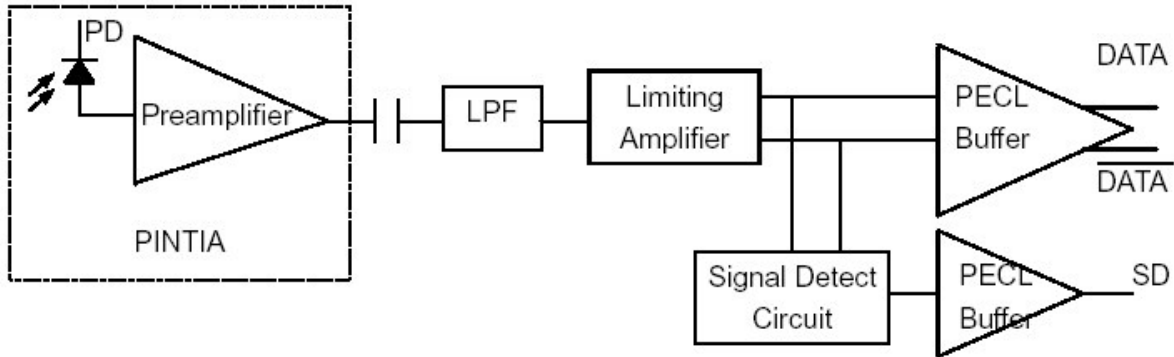 PD
Preamplifier
PINTIA
LPF
Limiting
Amplifier
PECL
Buffer
DATA
DATA
Signal Detect
Circuit
PECL
Buffer
SD